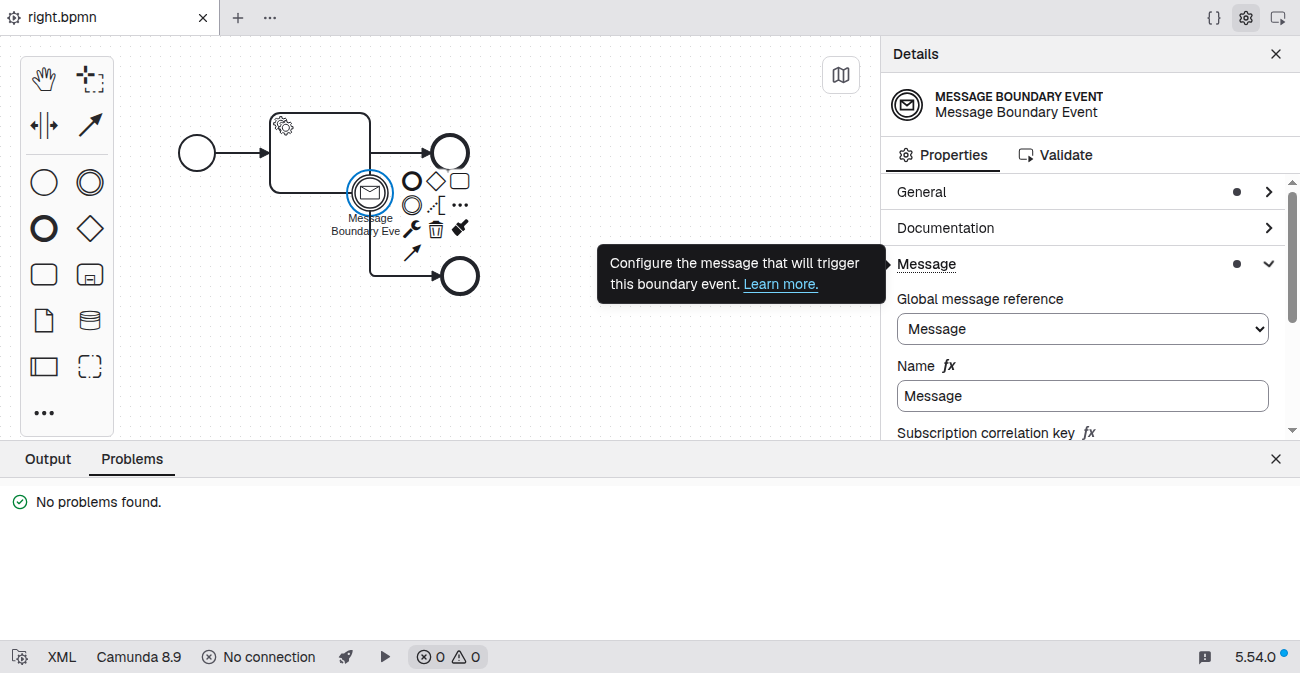 right.bpmn
Details
MESSAGE BOUNDARY EVENT
Message Boundary Event
Properties
Validate
General
Documentation
Message
Global message reference
Message
Name
Message
Subscription correlation key
Message
Boundary Eve
Configure the message that will trigger
this boundary event. Learn more.
Output
Problems
No problems found.
XML
Camunda 8.9
No connection
0
0
5.54.0